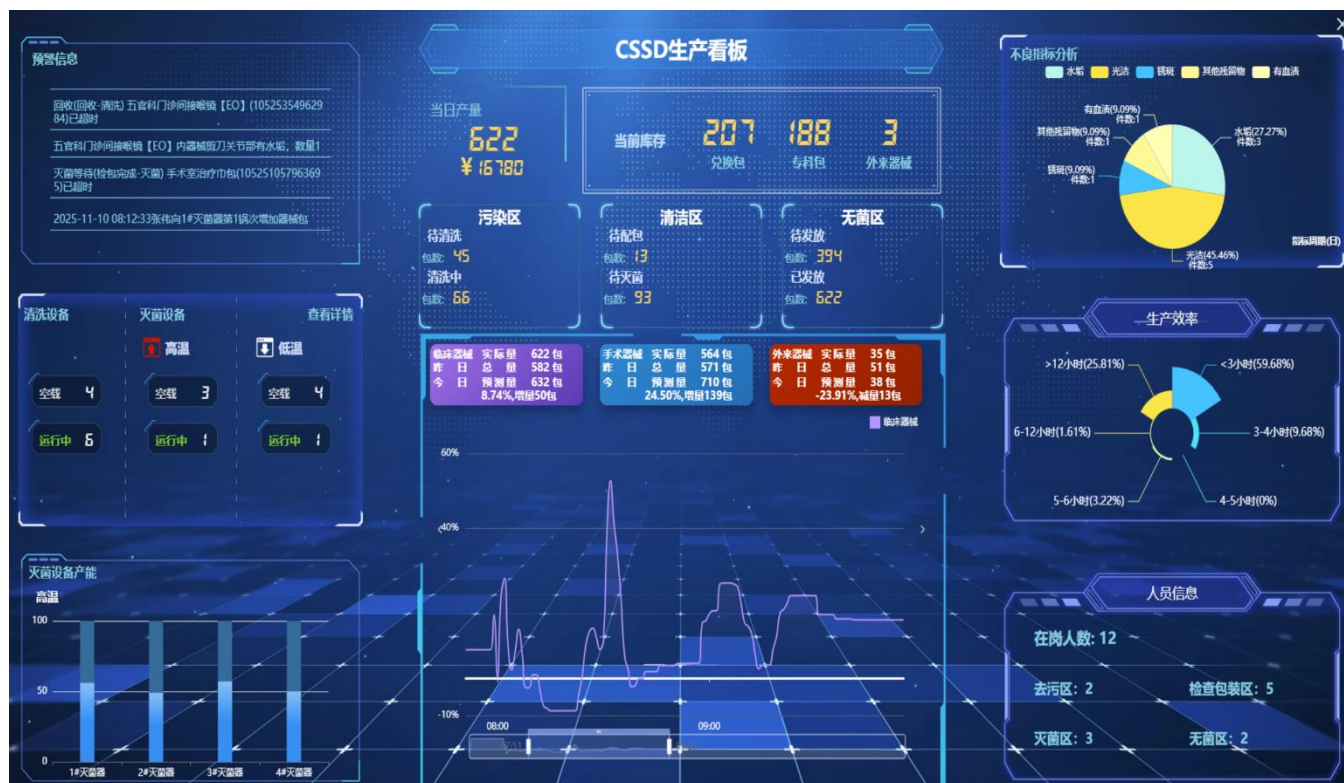 CSSD生产看板
预警信息
回收(回收-清洗) 五官科门诊间接喉镜【EO】(105253549629
84)已超时
五官科门诊间接喉镜【EO】内器械剪刀关节部有水垢，数量1
灭菌等待(检包完成-灭菌) 手术室治疗巾包(10525105796369
5)已超时
2025-11-10 08:12:33张伟向1#灭菌器第1锅次增加器械包
清洗设备
灭菌设备
查看详情
高温
低温
空载 4
空载 3
空载 4
运行中 6
运行中 1
运行中 1
灭菌设备产能
高温
100
50
0
1#灭菌器
2#灭菌器
3#灭菌器
4#灭菌器
当日产量
622
¥16780
当前库存
207
188
3
兑换包
专科包
外来器械
污染区
待清洗
包数: 45
清洗中
包数: 66
清洁区
待配包
包数: 13
待灭菌
包数: 93
无菌区
待发放
包数: 394
已发放
包数: 622
临床器械 实际量 622 包
昨日总量 582 包
今日预测量 632 包
8.74%,增量50包
手术器械 实际量 564 包
昨日总量 571 包
今日预测量 710 包
24.50%,增量139包
外来器械 实际量 35 包
昨日总量 51 包
今日预测量 38 包
-23.91%,减量13包
临床器械
60%
40%
-10%
08:00
09:00
不良指标分析
水垢
光洁
锈斑
其他残留物
有血渍
有血渍(9.09%)
件数:1
其他残留物(9.09%)
件数:1
锈斑(9.09%)
件数:1
水垢(27.27%)
件数:3
光洁(45.46%)
件数:5
指标周期(日)
生产效率
>12小时(25.81%)
<3小时(59.68%)
6-12小时(1.61%)
3-4小时(9.68%)
5-6小时(3.22%)
4-5小时(0%)
人员信息
在岗人数: 12
去污区: 2
检查包装区: 5
灭菌区: 3
无菌区: 2